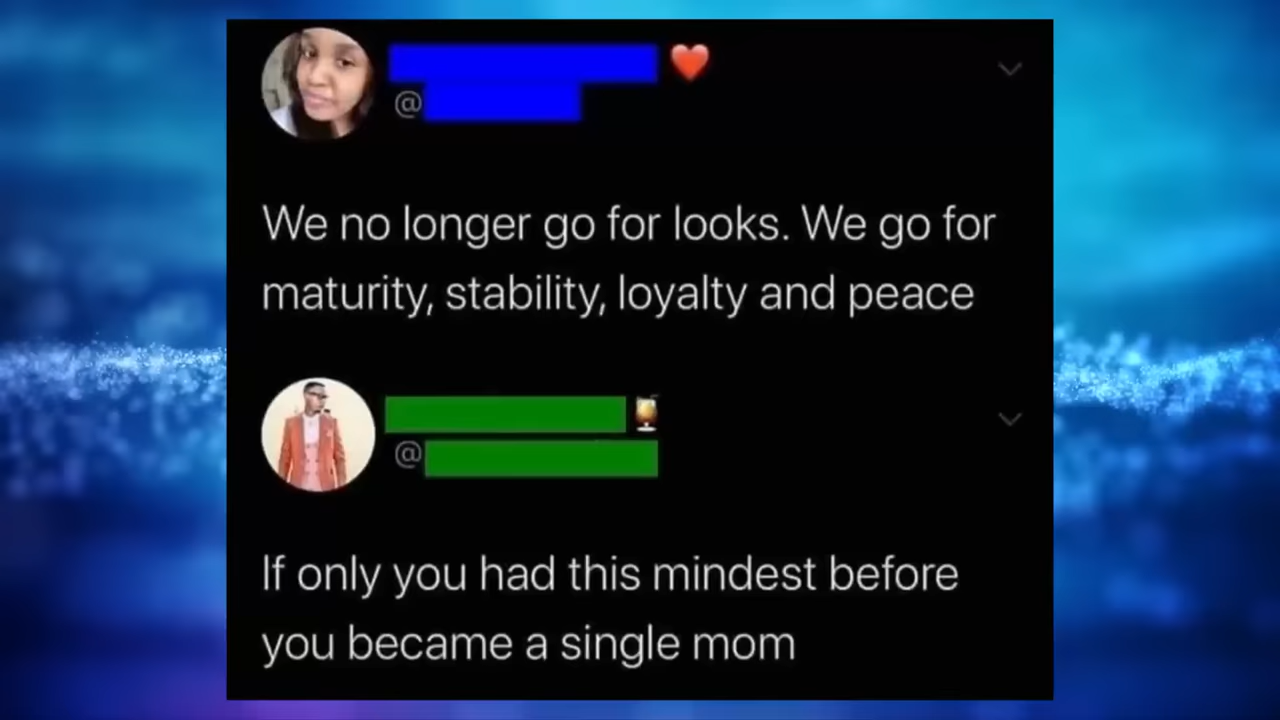 @
We no longer go for looks. We go for
maturity, stability, loyalty and peace
@
If only you had this mindest before
you became a single mom